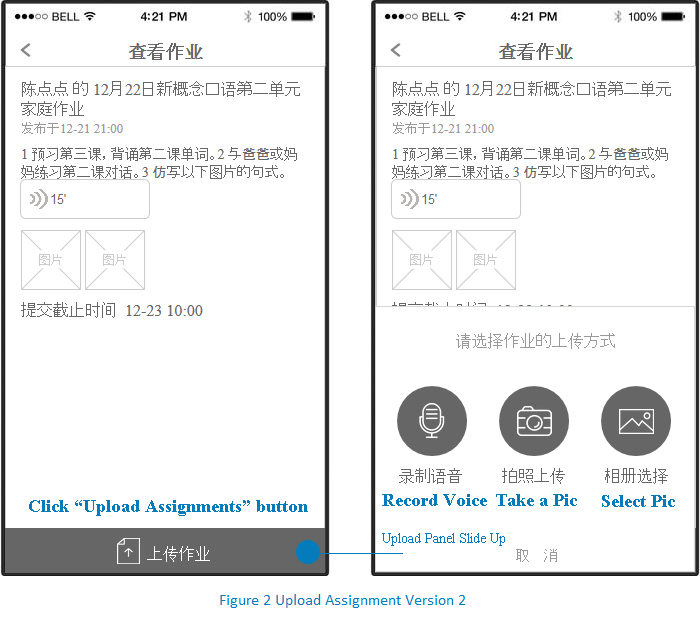 BELL 4:21 PM 100%
查看作业
陈点点 的 12月22日新概念口语第二单元
家庭作业
发布于12-21 21:00
1 预习第三课，背诵第二课单词。2 与爸爸或妈
妈练习第二课对话。3 仿写以下图片的句式。
15'
图片 图片
提交截止时间 12-23 10:00
Click “Upload Assignments” button
上传作业
BELL 4:21 PM 100%
查看作业
陈点点 的 12月22日新概念口语第二单元
家庭作业
发布于12-21 21:00
1 预习第三课，背诵第二课单词。2 与爸爸或妈
妈练习第二课对话。3 仿写以下图片的句式。
15'
图片 图片
提交截止时间 12-23 10:00
请选择作业的上传方式
录制语音 拍照上传 相册选择
Record Voice Take a Pic Select Pic
Upload Panel Slide Up
取 消
Figure 2 Upload Assignment Version 2